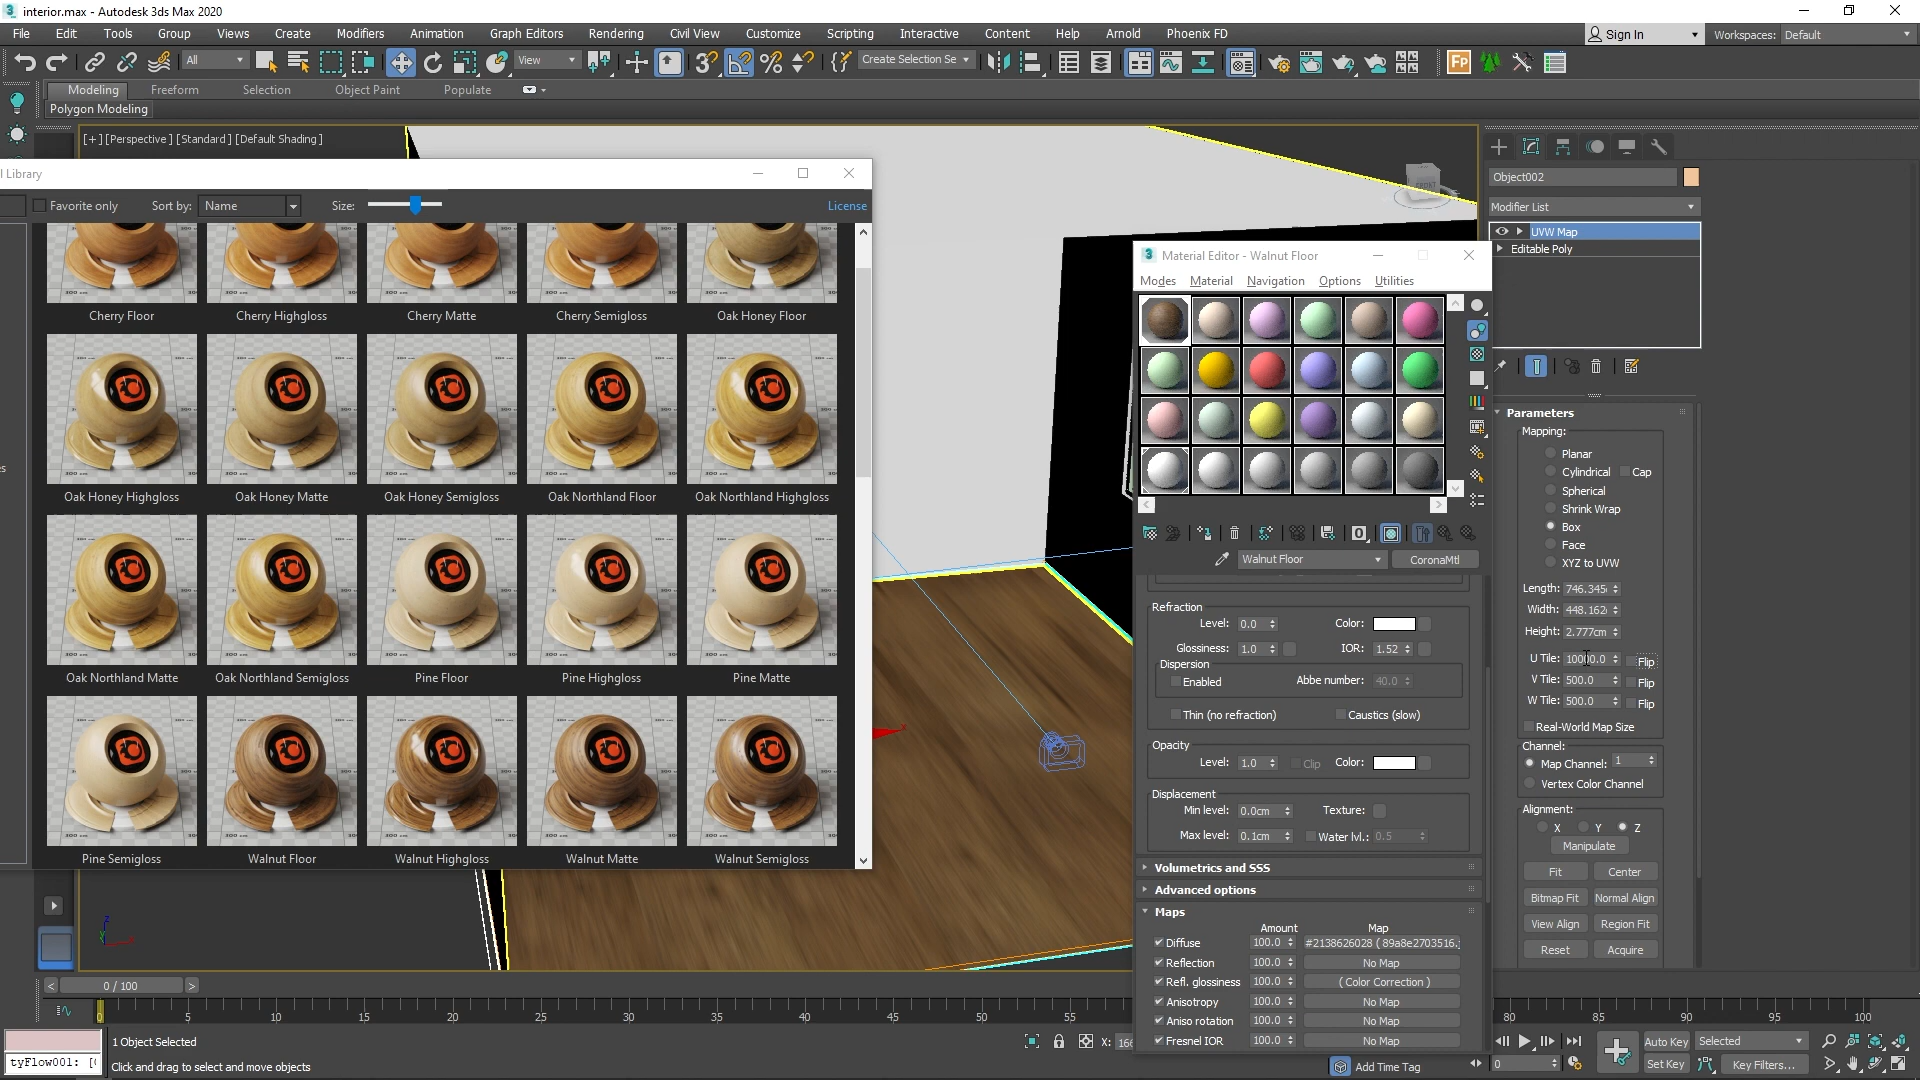 interior.max - Autodesk 3ds Max 2020
File Edit Tools Group Views Create Modifiers Animation Graph Editors Rendering Civil View Customize Scripting Interactive Content Help Arnold Phoenix FD
Sign In
Workspaces: Default
All
View
Create Selection Se
Modeling Freeform Selection Object Paint Populate
Polygon Modeling
[+] [Perspective] [Standard] [Default Shading]
FRONT
l Library
Favorite only Sort by: Name Size: License
Cherry Floor Cherry Highgloss Cherry Matte Cherry Semigloss Oak Honey Floor
Oak Honey Highgloss Oak Honey Matte Oak Honey Semigloss Oak Northland Floor Oak Northland Highgloss
Oak Northland Matte Oak Northland Semigloss Pine Floor Pine Highgloss Pine Matte
Pine Semigloss Walnut Floor Walnut Highgloss Walnut Matte Walnut Semigloss
Material Editor - Walnut Floor
Modes Material Navigation Options Utilities
Walnut Floor CoronaMtl
Refraction
Level: 0.0 Color:
Glossiness: 1.0 IOR: 1.52
Dispersion
Enabled Abbe number: 40.0
Thin (no refraction) Caustics (slow)
Opacity
Level: 1.0 Clip Color:
Displacement
Min level: 0.0cm Texture:
Max level: 0.1cm Water lvl.: 0.5
Volumetrics and SSS
Advanced options
Maps
Amount Map
Diffuse 100.0 #2138626028 ( 89a8e2703516.j
Reflection 100.0 No Map
Refl. glossiness 100.0 ( Color Correction )
Anisotropy 100.0 No Map
Aniso rotation 100.0 No Map
Fresnel IOR 100.0 No Map
Object002
Modifier List
UVW Map
Editable Poly
Parameters
Mapping:
Planar
Cylindrical Cap
Spherical
Shrink Wrap
Box
Face
XYZ to UVW
Length: 746.345
Width: 448.162
Height: 2.777cm
U Tile: Flip
V Tile: 500.0 Flip
W Tile: 500.0 Flip
Real-World Map Size
Channel:
Map Channel: 1
Vertex Color Channel
Alignment:
X Y Z
Manipulate
Fit Center
Bitmap Fit Normal Align
View Align Region Fit
Reset Acquire
z
x
y
< 0 / 100 >
0 5 10 15 20 25 30 35 40 45 50 55 80 85 90 95 100
1 Object Selected
X: 166
Auto Key Selected
tyFlow001: [
Click and drag to select and move objects
Add Time Tag
0
Set Key Key Filters...